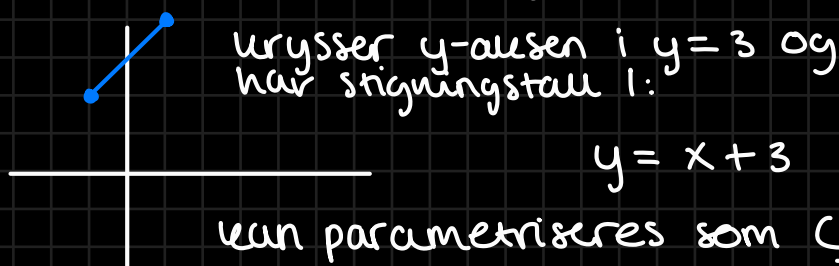 krysser y-aksen i y = 3 og
har stigningstall 1:
y = x + 3
kan parametriseres som